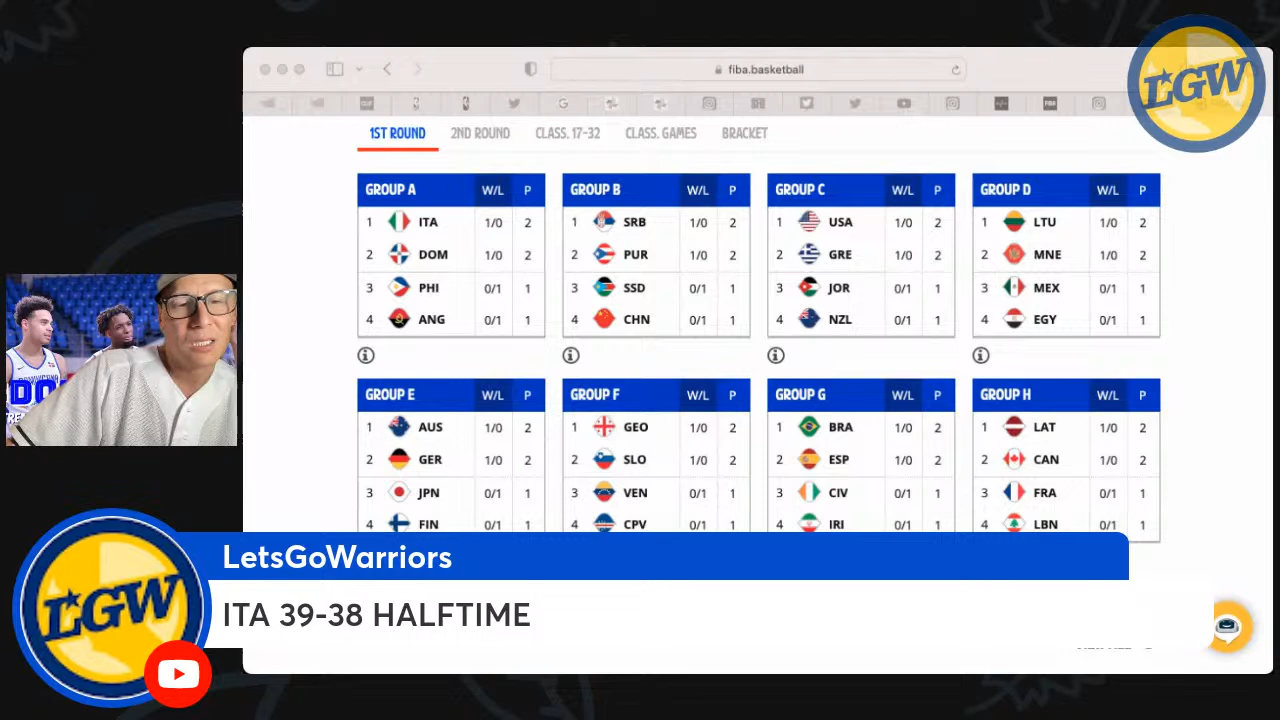 LGW
fiba.basketball
1ST ROUND 2ND ROUND CLASS. 17-32 CLASS. GAMES BRACKET
GROUP A W/L P
1 ITA 1/0 2
2 DOM 1/0 2
3 PHI 0/1 1
4 ANG 0/1 1
GROUP B W/L P
1 SRB 1/0 2
2 PUR 1/0 2
3 SSD 0/1 1
4 CHN 0/1 1
GROUP C W/L P
1 USA 1/0 2
2 GRE 1/0 2
3 JOR 0/1 1
4 NZL 0/1 1
GROUP D W/L P
1 LTU 1/0 2
2 MNE 1/0 2
3 MEX 0/1 1
4 EGY 0/1 1
GROUP E W/L P
1 AUS 1/0 2
2 GER 1/0 2
3 JPN 0/1 1
4 FIN 0/1 1
GROUP F W/L P
1 GEO 1/0 2
2 SLO 1/0 2
3 VEN 0/1 1
4 CPV 0/1 1
GROUP G W/L P
1 BRA 1/0 2
2 ESP 1/0 2
3 CIV 0/1 1
4 IRI 0/1 1
GROUP H W/L P
1 LAT 1/0 2
2 CAN 1/0 2
3 FRA 0/1 1
4 LBN 0/1 1
LetsGoWarriors
LGW
ITA 39-38 HALFTIME